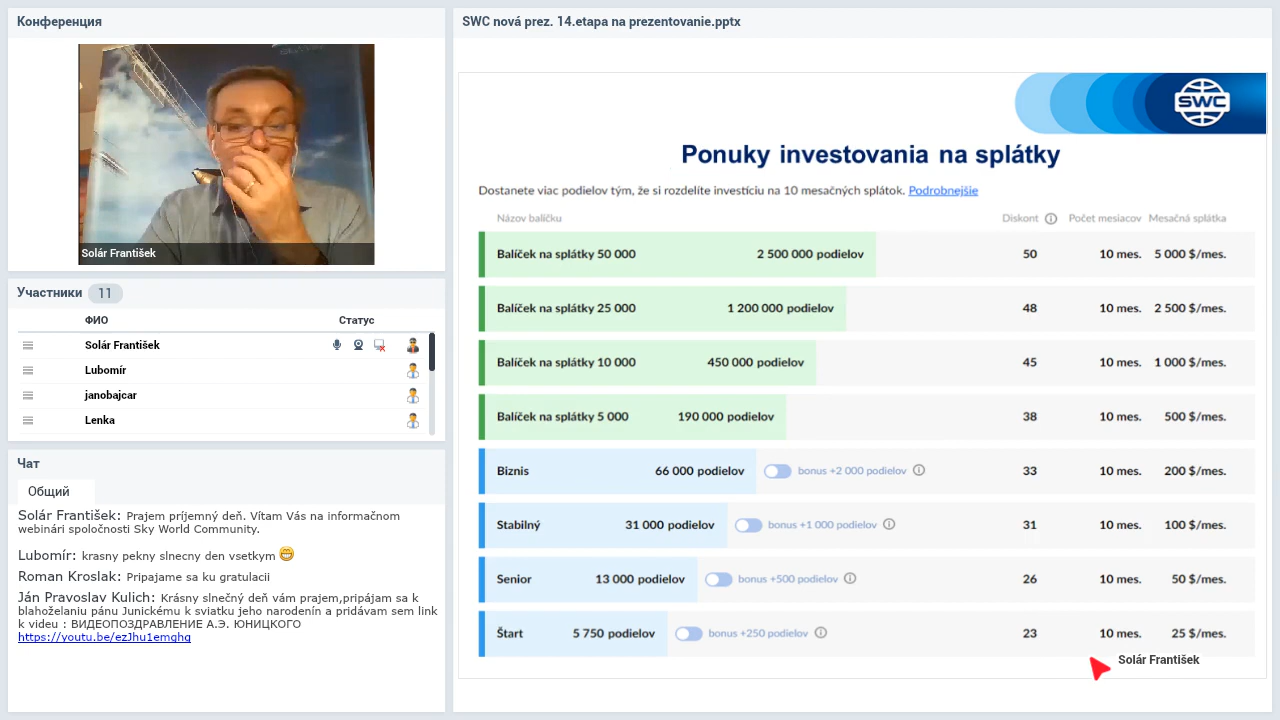 Конференция
Solár František
Участники 11
ФИО Статус
Solár František
Lubomír
janobajcar
Lenka
Чат
Общий
Solár František: Prajem príjemný deň. Vítam Vás na informačnom
webinári spoločnosti Sky World Community.
Lubomír: krasny pekny slnecny den vsetkym
Roman Kroslak: Pripajame sa ku gratulacii
Ján Pravoslav Kulich: Krásny slnečný deň vám prajem,pripájam sa k
blahoželaniu pánu Junickému k sviatku jeho narodenín a pridávam sem link
k videu : ВИДЕОПОЗДРАВЛЕНИЕ А.Э. ЮНИЦКОГО
https://youtu.be/ezJhu1emghg
SWC nová prez. 14.etapa na prezentovanie.pptx
SWC
Ponuky investovania na splátky
Dostanete viac podielov tým, že si rozdelíte investíciu na 10 mesačných splátok. Podrobnejšie
Názov balíčku Diskont Počet mesiacov Mesačná splátka
Balíček na splátky 50 000 2 500 000 podielov 50 10 mes. 5 000 $/mes.
Balíček na splátky 25 000 1 200 000 podielov 48 10 mes. 2 500 $/mes.
Balíček na splátky 10 000 450 000 podielov 45 10 mes. 1 000 $/mes.
Balíček na splátky 5 000 190 000 podielov 38 10 mes. 500 $/mes.
Biznis 66 000 podielov bonus +2 000 podielov 33 10 mes. 200 $/mes.
Stabilný 31 000 podielov bonus +1 000 podielov 31 10 mes. 100 $/mes.
Senior 13 000 podielov bonus +500 podielov 26 10 mes. 50 $/mes.
Štart 5 750 podielov bonus +250 podielov 23 10 mes. 25 $/mes.
Solár František